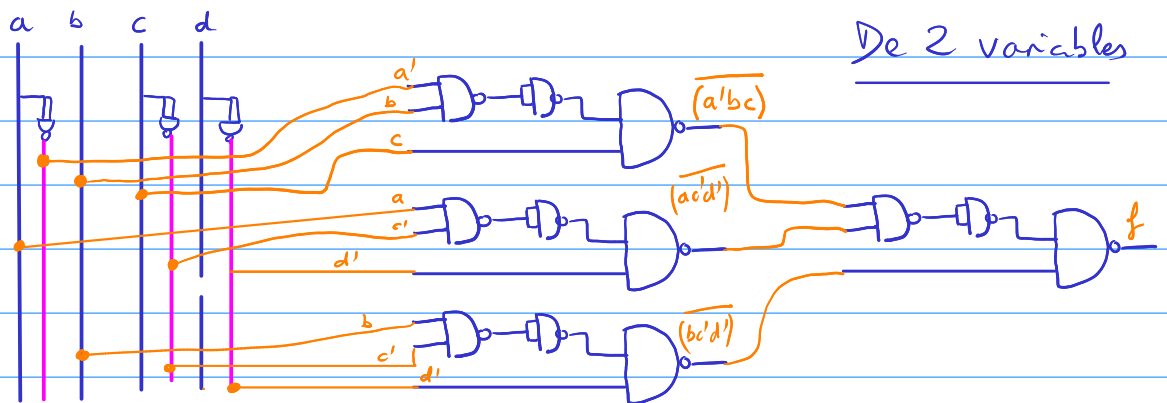 a b c d
De 2 variables
a'
b
(a'bc)
c
a
(ac'd')
c'
d'
f
b
(bc'd')
c'
d'